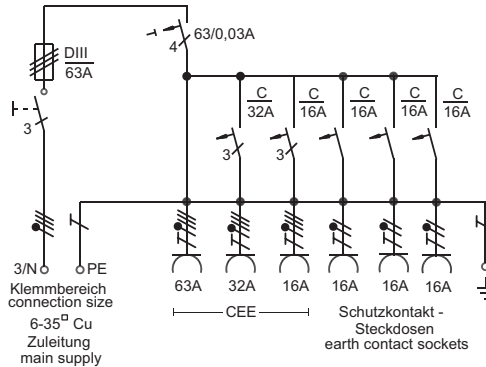 DIII
63A
3
63/0,03A
4
C
32A
C
16A
C
16A
C
16A
C
16A
3
3
3/N
PE
63A
32A
16A
16A
16A
16A
Klemmbereich
connection size
6-35□ Cu
Zuleitung
main supply
CEE
Schutzkontakt -
Steckdosen
earth contact sockets